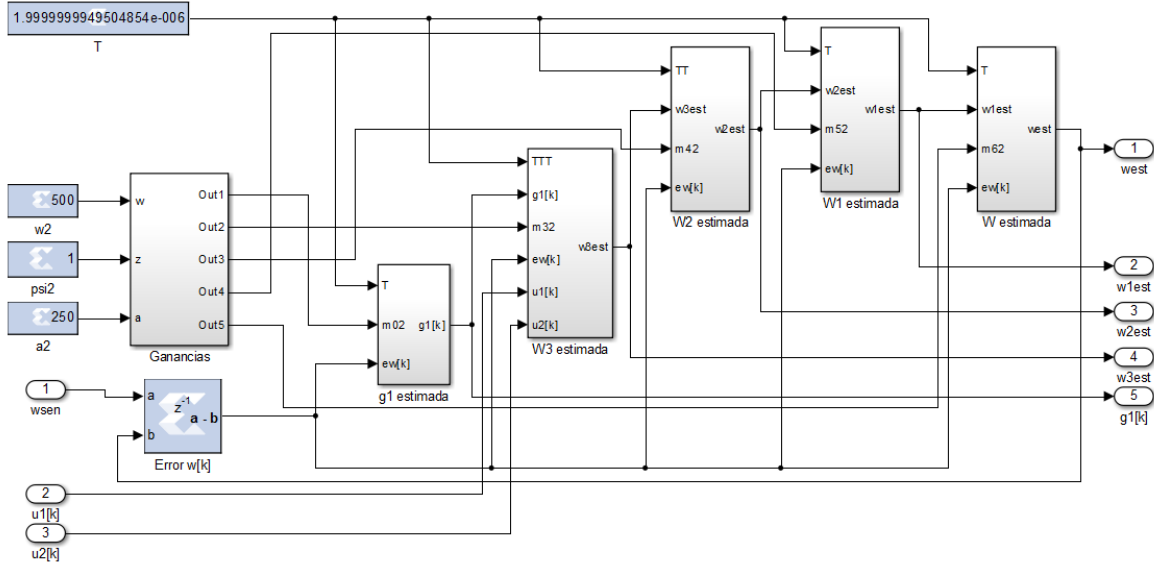 1.9999999949504854e-006
T
500
w2
1
psi2
250
a2
w
z
a
Out1
Out2
Out3
Out4
Out5
Ganancias
1
wsen
a
b
z-1
a - b
Error w[k]
2
u1[k]
3
u2[k]
T
m02
ew[k]
g1[k]
g1 estimada
TTT
g1[k]
m32
ew[k]
u1[k]
u2[k]
w3est
W3 estimada
TT
w3est
m42
ew[k]
w2est
W2 estimada
T
w2est
m52
ew[k]
w1est
W1 estimada
T
w1est
m62
ew[k]
west
W estimada
1
west
2
w1est
3
w2est
4
w3est
5
g1[k]